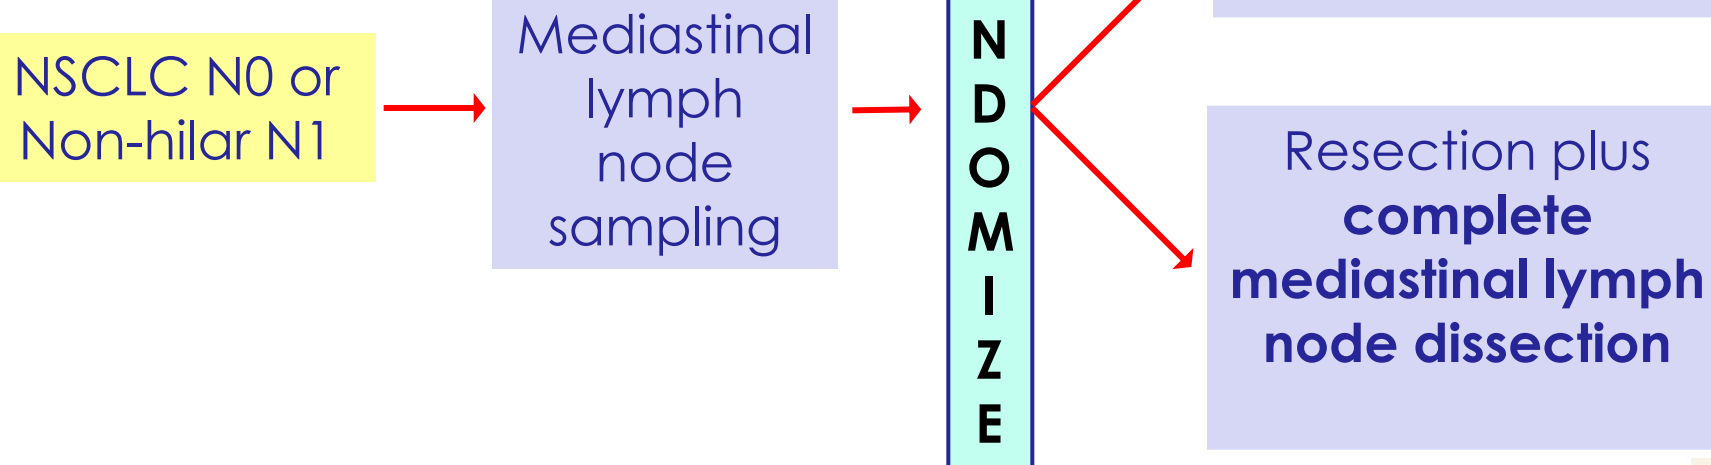 NSCLC N0 or
Non-hilar N1
Mediastinal
lymph
node
sampling
N
D
O
M
I
Z
E
Resection plus
complete
mediastinal lymph
node dissection